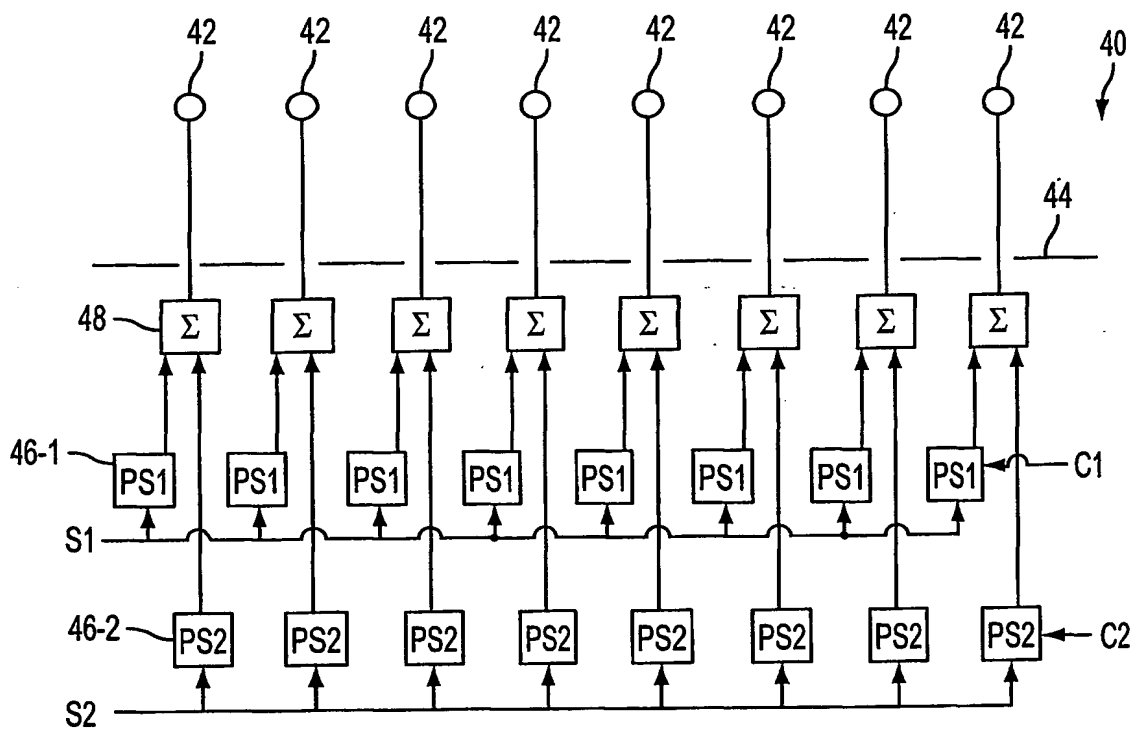 42 42 42 42 42 42 42 42
40
44
48 Σ Σ Σ Σ Σ Σ Σ Σ
46-1 PS1 PS1 PS1 PS1 PS1 PS1 PS1 PS1 C1
S1
46-2 PS2 PS2 PS2 PS2 PS2 PS2 PS2 PS2 C2
S2